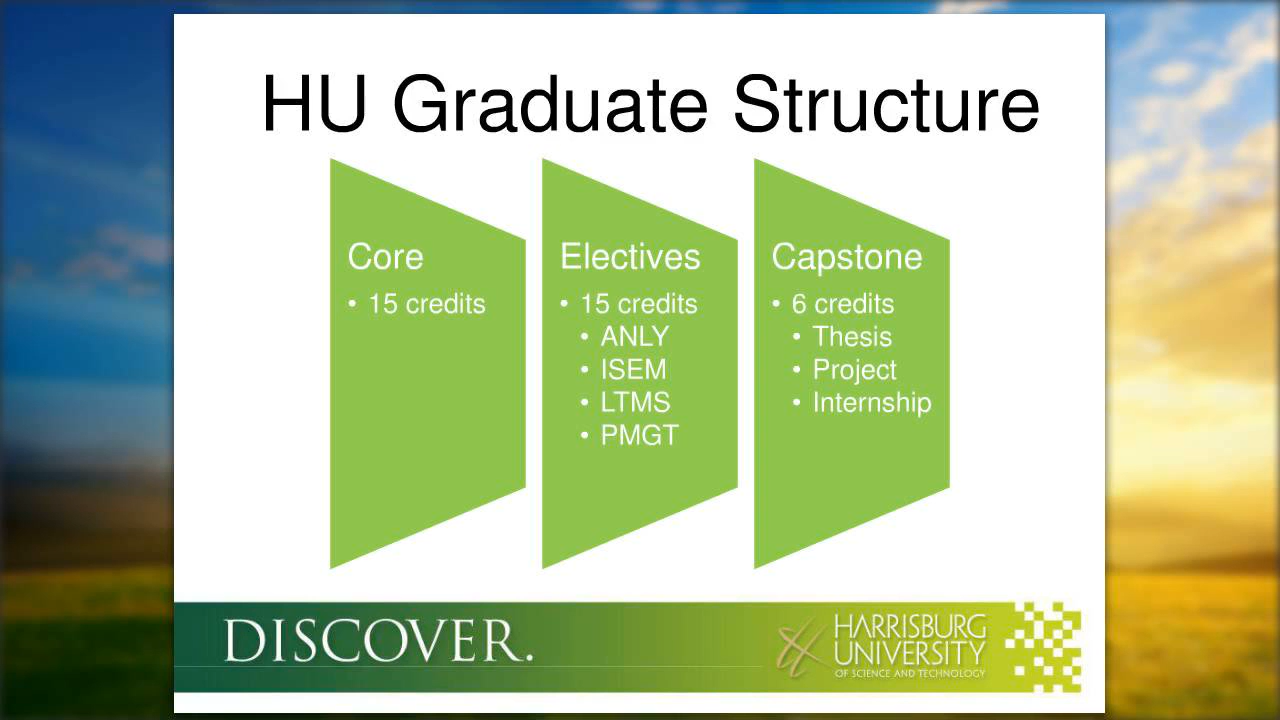 HU Graduate Structure
Core
• 15 credits
Electives
• 15 credits
• ANLY
• ISEM
• LTMS
• PMGT
Capstone
• 6 credits
• Thesis
• Project
• Internship
DISCOVER.
HARRISBURG
UNIVERSITY
OF SCIENCE AND TECHNOLOGY